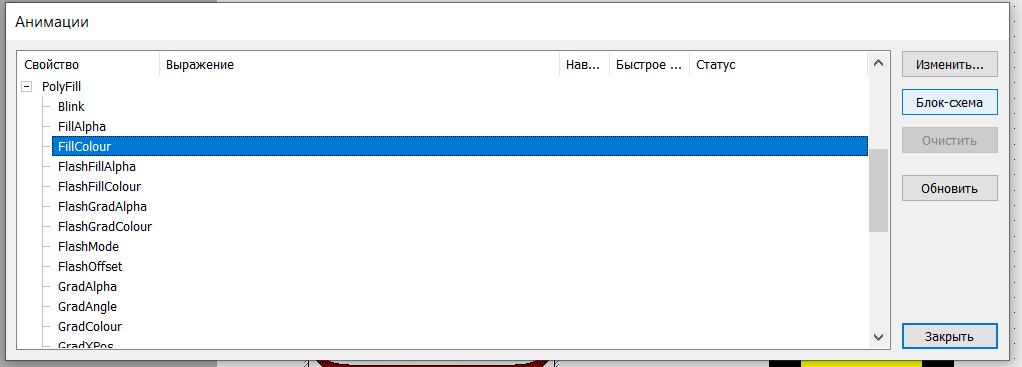 Анимации
Свойство Выражение Нав... Быстрое ... Статус
PolyFill
Blink
FillAlpha
FillColour
FlashFillAlpha
FlashFillColour
FlashGradAlpha
FlashGradColour
FlashMode
FlashOffset
GradAlpha
GradAngle
GradColour
GradXPos
Изменить...
Блок-схема
Очистить
Обновить
Закрыть